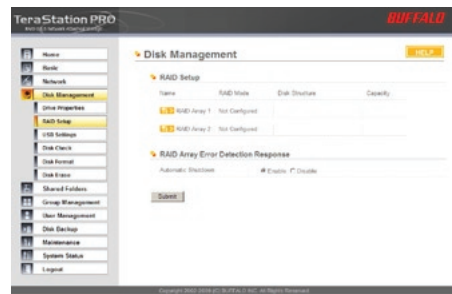 TeraStation PRO
BUFFALO
Home
Basic
Network
Disk Management
Drive Properties
RAID Setup
USB Settings
Disk Check
Disk Format
Disk Erase
Shared Folders
Group Management
User Management
Disk Backup
Maintenance
System Status
Logout
Disk Management
HELP
RAID Setup
Name RAID Mode Disk Structure Capacity
RAID Array 1 Not Configured
RAID Array 2 Not Configured
RAID Array Error Detection Response
Automatic Shutdown Enable Disable
Submit